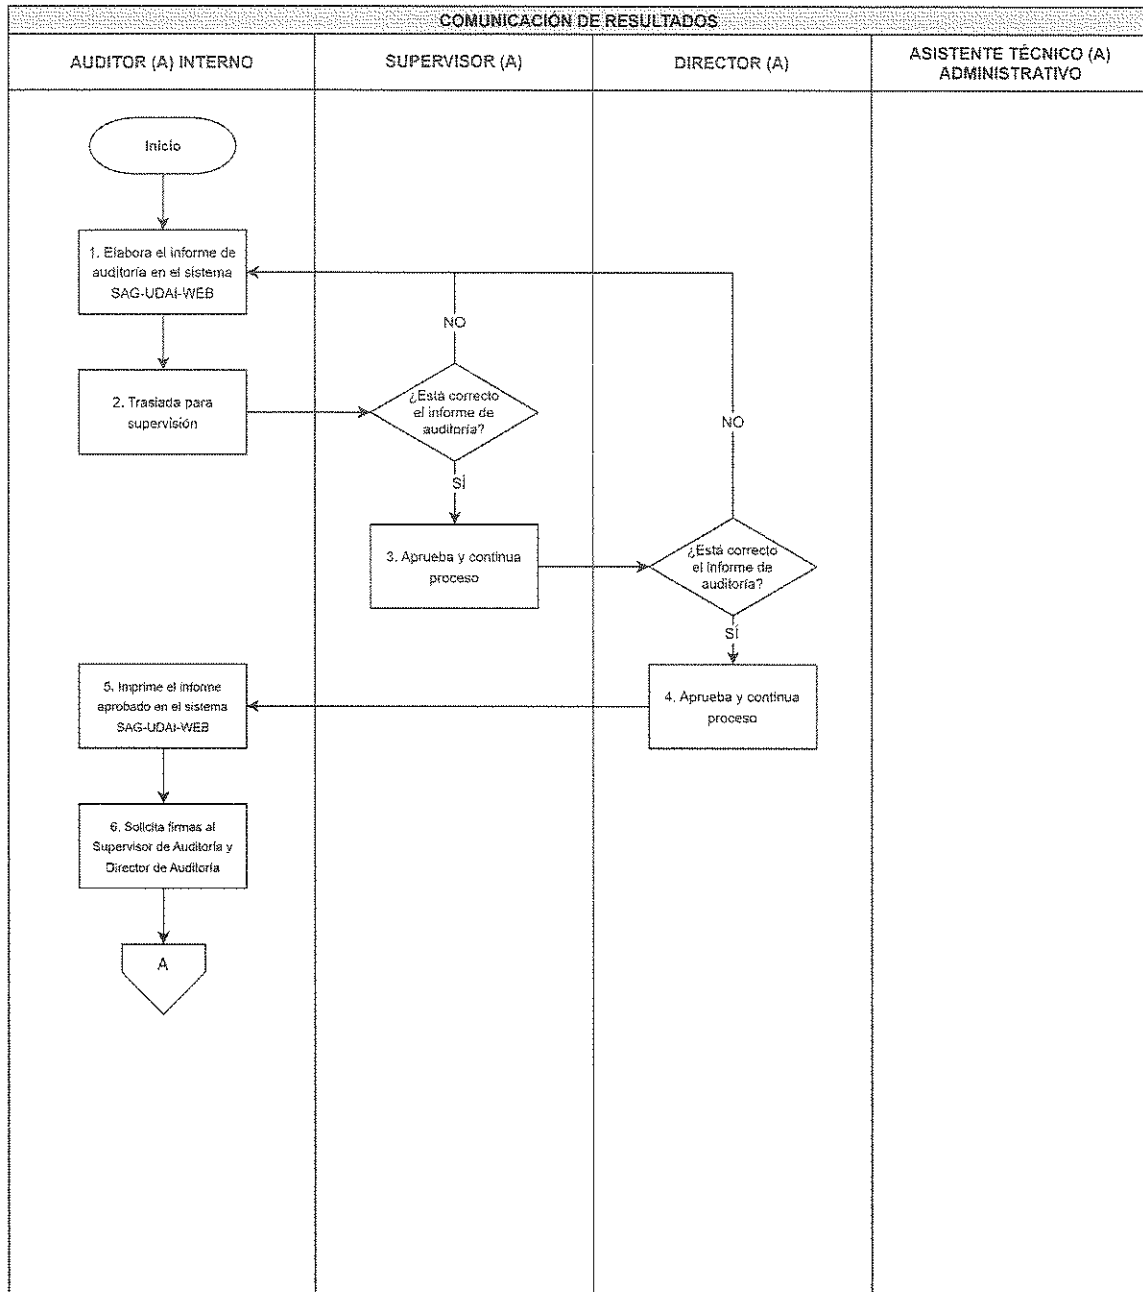 COMUNICACIÓN DE RESULTADOS
AUDITOR (A) INTERNO
SUPERVISOR (A)
DIRECTOR (A)
ASISTENTE TÉCNICO (A)
ADMINISTRATIVO
Inicio
1. Elabora el informe de
auditoría en el sistema
SAG-UDAI-WEB
NO
2. Traslada para
supervisión
¿Está correcto
el informe de
auditoría?
NO
SÍ
3. Aprueba y continua
proceso
¿Está correcto
el informe de
auditoría?
SÍ
5. Imprime el informe
aprobado en el sistema
SAG-UDAI-WEB
4. Aprueba y continua
proceso
6. Solicita firmas al
Supervisor de Auditoría y
Director de Auditoría
A